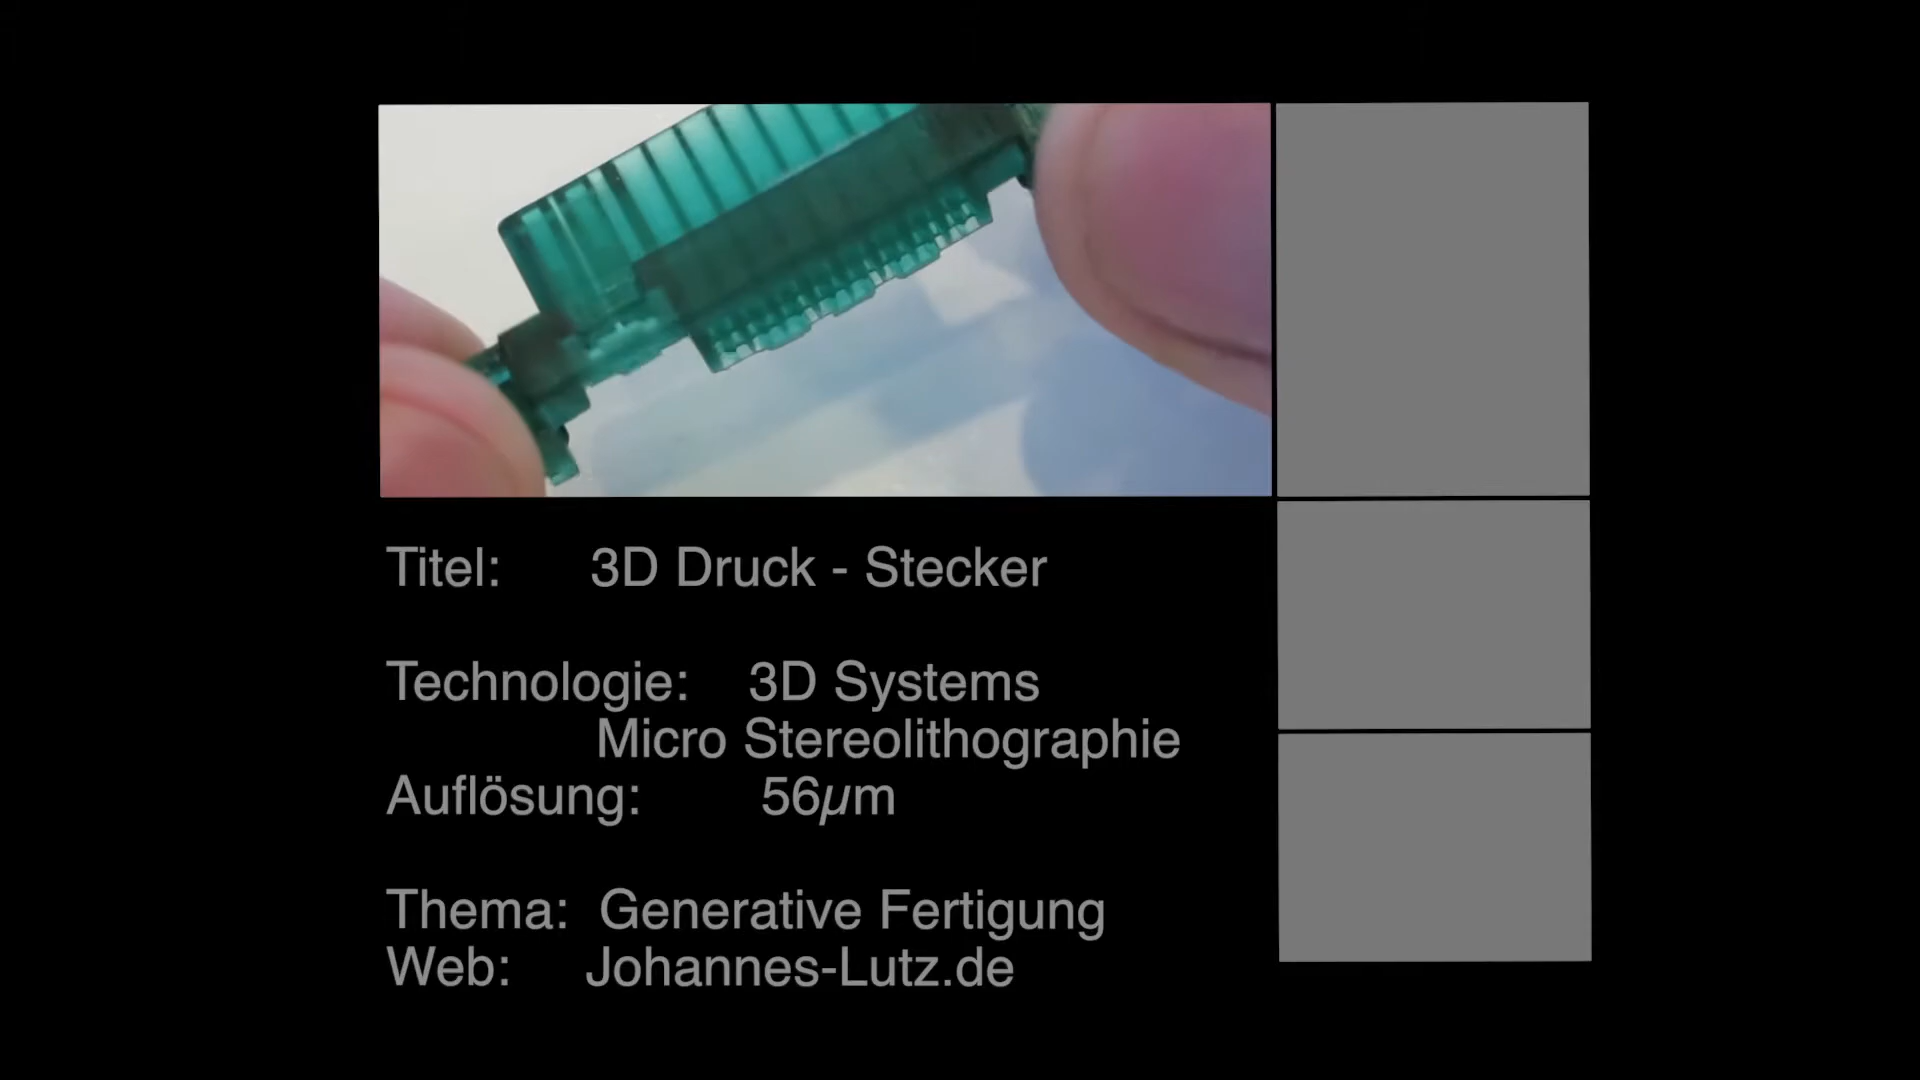 Titel: 3D Druck - Stecker
Technologie: 3D Systems
Micro Stereolithographie
Auflösung: 56µm
Thema: Generative Fertigung
Web: Johannes-Lutz.de